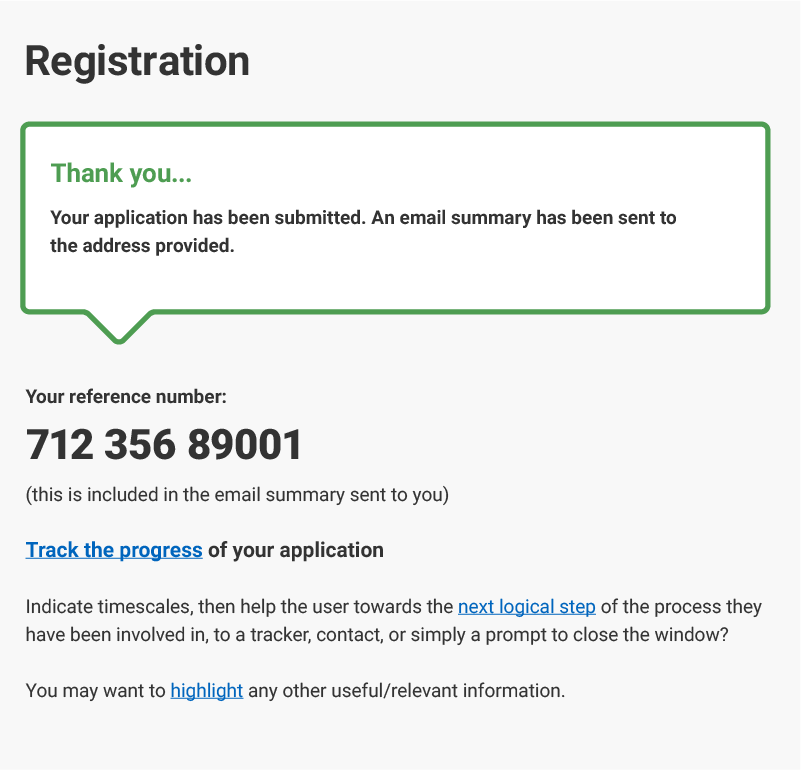 Registration
Thank you...
Your application has been submitted. An email summary has been sent to
the address provided.
Your reference number:
712 356 89001
(this is included in the email summary sent to you)
Track the progress of your application
Indicate timescales, then help the user towards the next logical step of the process they
have been involved in, to a tracker, contact, or simply a prompt to close the window?
You may want to highlight any other useful/relevant information.